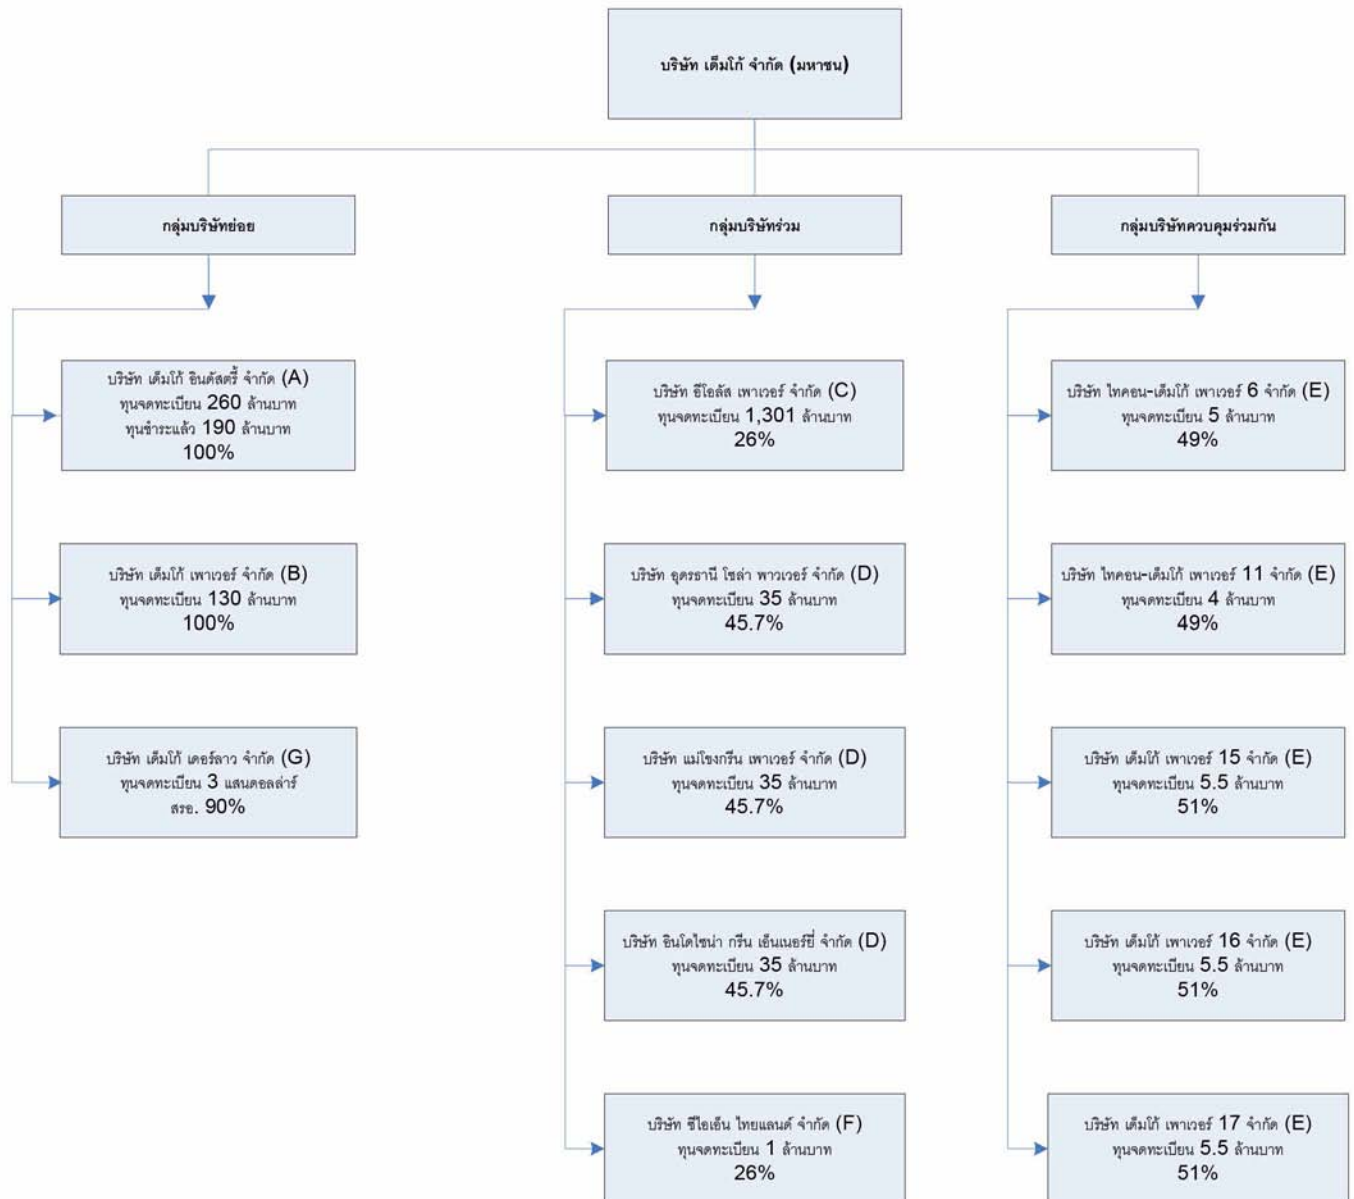 บริษัท เด็มโก้ จำกัด (มหาชน)
กลุ่มบริษัทย่อย
กลุ่มบริษัทร่วม
กลุ่มบริษัทควบคุมร่วมกัน
บริษัท เด็มโก้ อินดัสตรี้ จำกัด (A)
ทุนจดทะเบียน 260 ล้านบาท
ทุนชำระแล้ว 190 ล้านบาท
100%
บริษัท เด็มโก้ เพาเวอร์ จำกัด (B)
ทุนจดทะเบียน 130 ล้านบาท
100%
บริษัท เด็มโก้ เดอร์ลาว จำกัด (G)
ทุนจดทะเบียน 3 แสนดอลล่าร์
สรอ. 90%
บริษัท อีโอลัส เพาเวอร์ จำกัด (C)
ทุนจดทะเบียน 1,301 ล้านบาท
26%
บริษัท อุดรธานี โซล่า พาวเวอร์ จำกัด (D)
ทุนจดทะเบียน 35 ล้านบาท
45.7%
บริษัท แม่โขงกรีน เพาเวอร์ จำกัด (D)
ทุนจดทะเบียน 35 ล้านบาท
45.7%
บริษัท อินโดไชน่า กรีน เอ็นเนอร์ยี่ จำกัด (D)
ทุนจดทะเบียน 35 ล้านบาท
45.7%
บริษัท ซีไอเอ็น ไทยแลนด์ จำกัด (F)
ทุนจดทะเบียน 1 ล้านบาท
26%
บริษัท ไทคอน-เด็มโก้ เพาเวอร์ 6 จำกัด (E)
ทุนจดทะเบียน 5 ล้านบาท
49%
บริษัท ไทคอน-เด็มโก้ เพาเวอร์ 11 จำกัด (E)
ทุนจดทะเบียน 4 ล้านบาท
49%
บริษัท เด็มโก้ เพาเวอร์ 15 จำกัด (E)
ทุนจดทะเบียน 5.5 ล้านบาท
51%
บริษัท เด็มโก้ เพาเวอร์ 16 จำกัด (E)
ทุนจดทะเบียน 5.5 ล้านบาท
51%
บริษัท เด็มโก้ เพาเวอร์ 17 จำกัด (E)
ทุนจดทะเบียน 5.5 ล้านบาท
51%